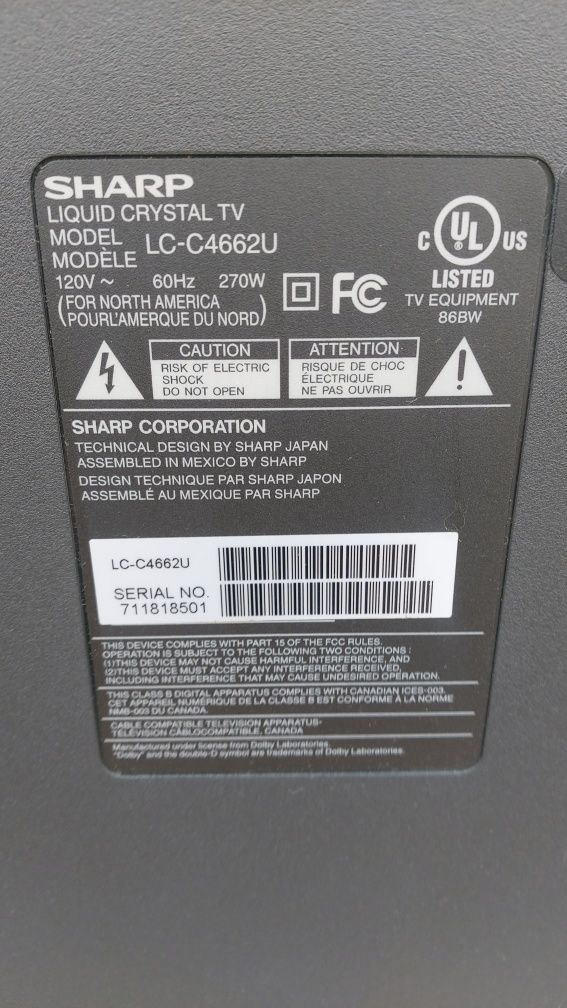 SHARP
LIQUID CRYSTAL TV
MODEL
MODÈLE
LC-C4662U
120V ~ 60Hz 270W
(FOR NORTH AMERICA
POURL'AMERQUE DU NORD)
FC
C UL ® US
LISTED
TV EQUIPMENT
86BW
CAUTION
RISK OF ELECTRIC
SHOCK
DO NOT OPEN
ATTENTION
RISQUE DE CHOC
ÉLECTRIQUE
NE PAS OUVRIR
!
SHARP CORPORATION
TECHNICAL DESIGN BY SHARP JAPAN
ASSEMBLED IN MEXICO BY SHARP
DESIGN TECHNIQUE PAR SHARP JAPON
ASSEMBLÉ AU MEXIQUE PAR SHARP
LC-C4662U
SERIAL NO.
711818501
THIS DEVICE COMPLIES WITH PART 15 OF THE FCC RULES.
OPERATION IS SUBJECT TO THE FOLLOWING TWO CONDITIONS :
(1)THIS DEVICE MAY NOT CAUSE HARMFUL INTERFERENCE, AND
(2)THIS DEVICE MUST ACCEPT ANY INTERFERENCE RECEIVED,
INCLUDING INTERFERENCE THAT MAY CAUSE UNDESIRED OPERATION.
THIS CLASS B DIGITAL APPARATUS COMPLIES WITH CANADIAN ICES-003.
CET APPAREIL NUMÉRIQUE DE LA CLASSE B EST CONFORME À LA NORME
NMB-003 DU CANADA.
CABLE COMPATIBLE TELEVISION APPARATUS-
TÉLÉVISION CÂBLOCOMPATIBLE, CANADA
Manufactured under license from Dolby Laboratories.
"Dolby" and the double-D symbol are trademarks of Dolby Laboratories.